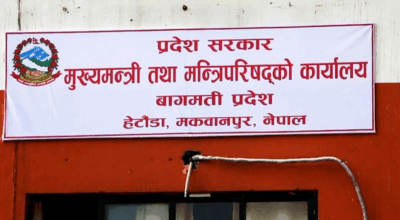 प्रदेश सरकार
मुख्यमन्त्री तथा मन्त्रिपरिषद्को कार्यालय
बागमती प्रदेश
हेटौंडा, मकवानपुर, नेपाल